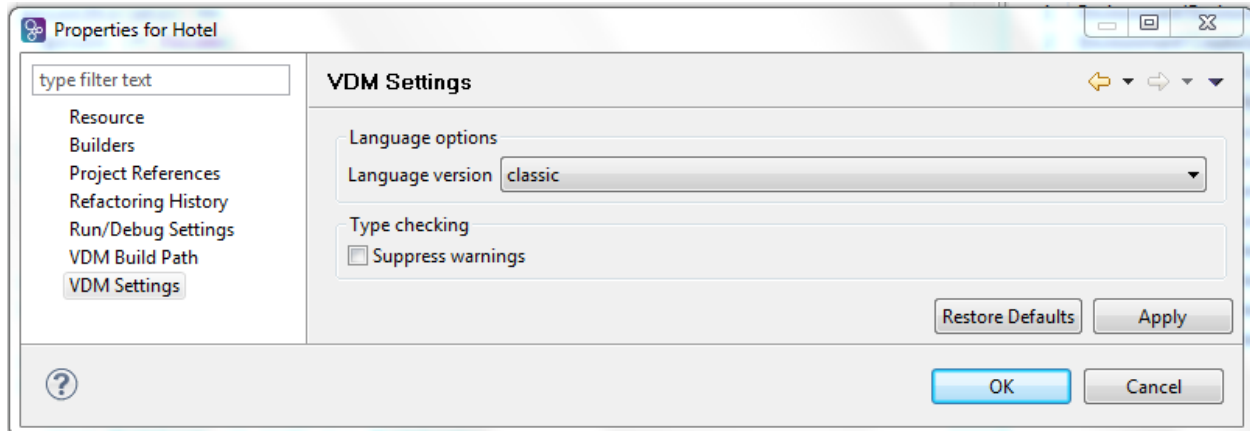 Properties for Hotel
type filter text
Resource
Builders
Project References
Refactoring History
Run/Debug Settings
VDM Build Path
VDM Settings
VDM Settings
Language options
Language version classic
Type checking
Suppress warnings
Restore Defaults Apply
?
OK Cancel